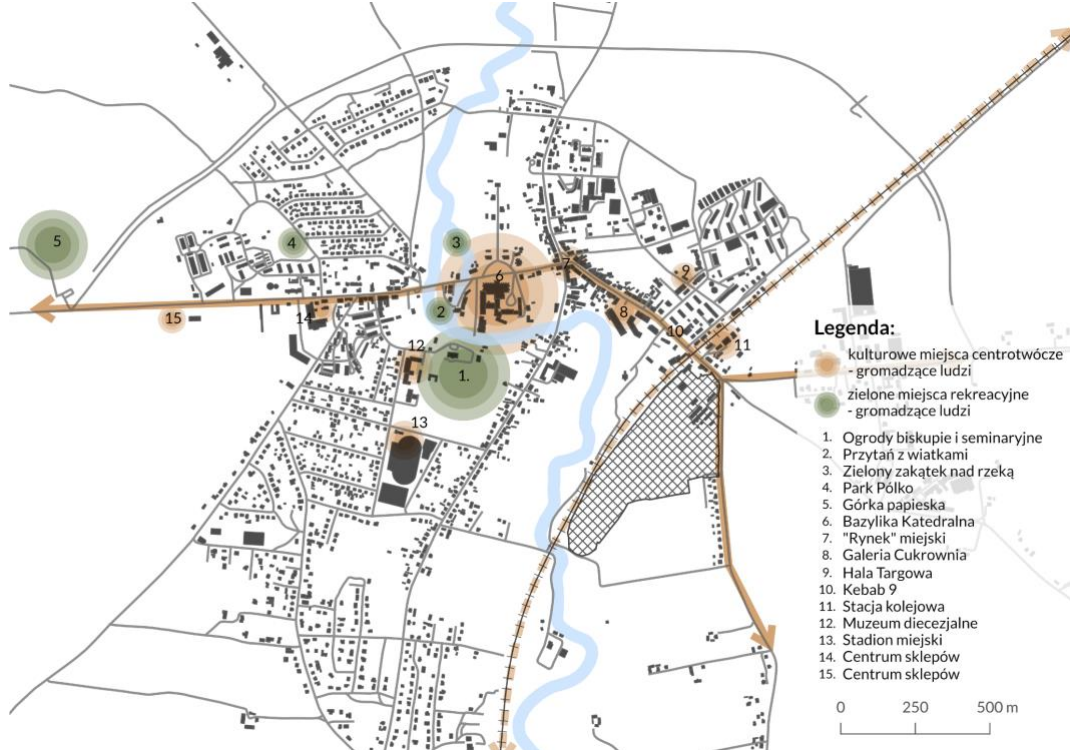 5
4
3
6
7
9
2
15
14
8
10
11
12
1.
13
Legenda:
kulturowe miejsca centrotwórcze
- gromadzące ludzi
zielone miejsca rekreacyjne
- gromadzące ludzi
1. Ogrody biskupie i seminaryjne
2. Przytań z wiatkami
3. Zielony zakątek nad rzeką
4. Park Pólko
5. Górka papieska
6. Bazylika Katedralna
7. "Rynek" miejski
8. Galeria Cukrownia
9. Hala Targowa
10. Kebab 9
11. Stacja kolejowa
12. Muzeum diecezjalne
13. Stadion miejski
14. Centrum sklepów
15. Centrum sklepów
0 250 500 m